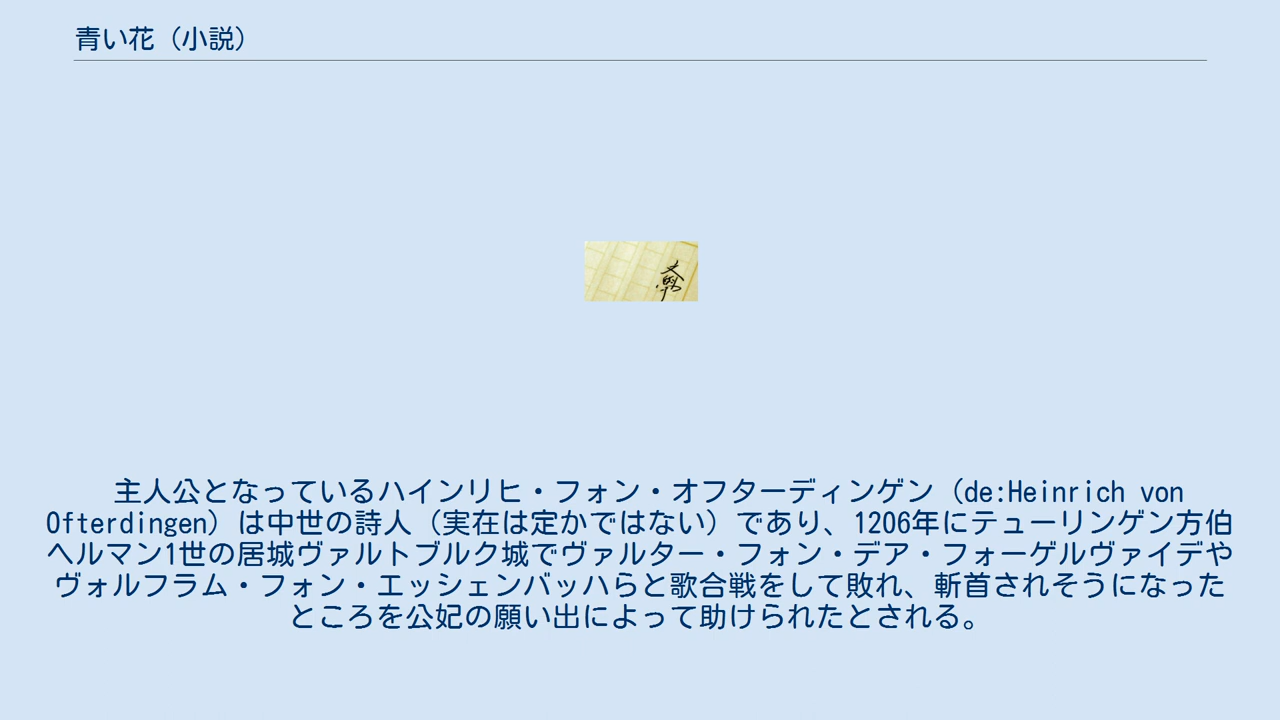 青い花（小説）
主人公となっているハインリヒ・フォン・オフターディンゲン（de:Heinrich von
Ofterdingen）は中世の詩人（実在は定かではない）であり、1206年にテューリンゲン方伯
ヘルマン1世の居城ヴァルトブルク城でヴァルター・フォン・デア・フォーゲルヴァイデや
ヴォルフラム・フォン・エッシェンバッハらと歌合戦をして敗れ、斬首されそうになった
ところを公妃の願い出によって助けられたとされる。